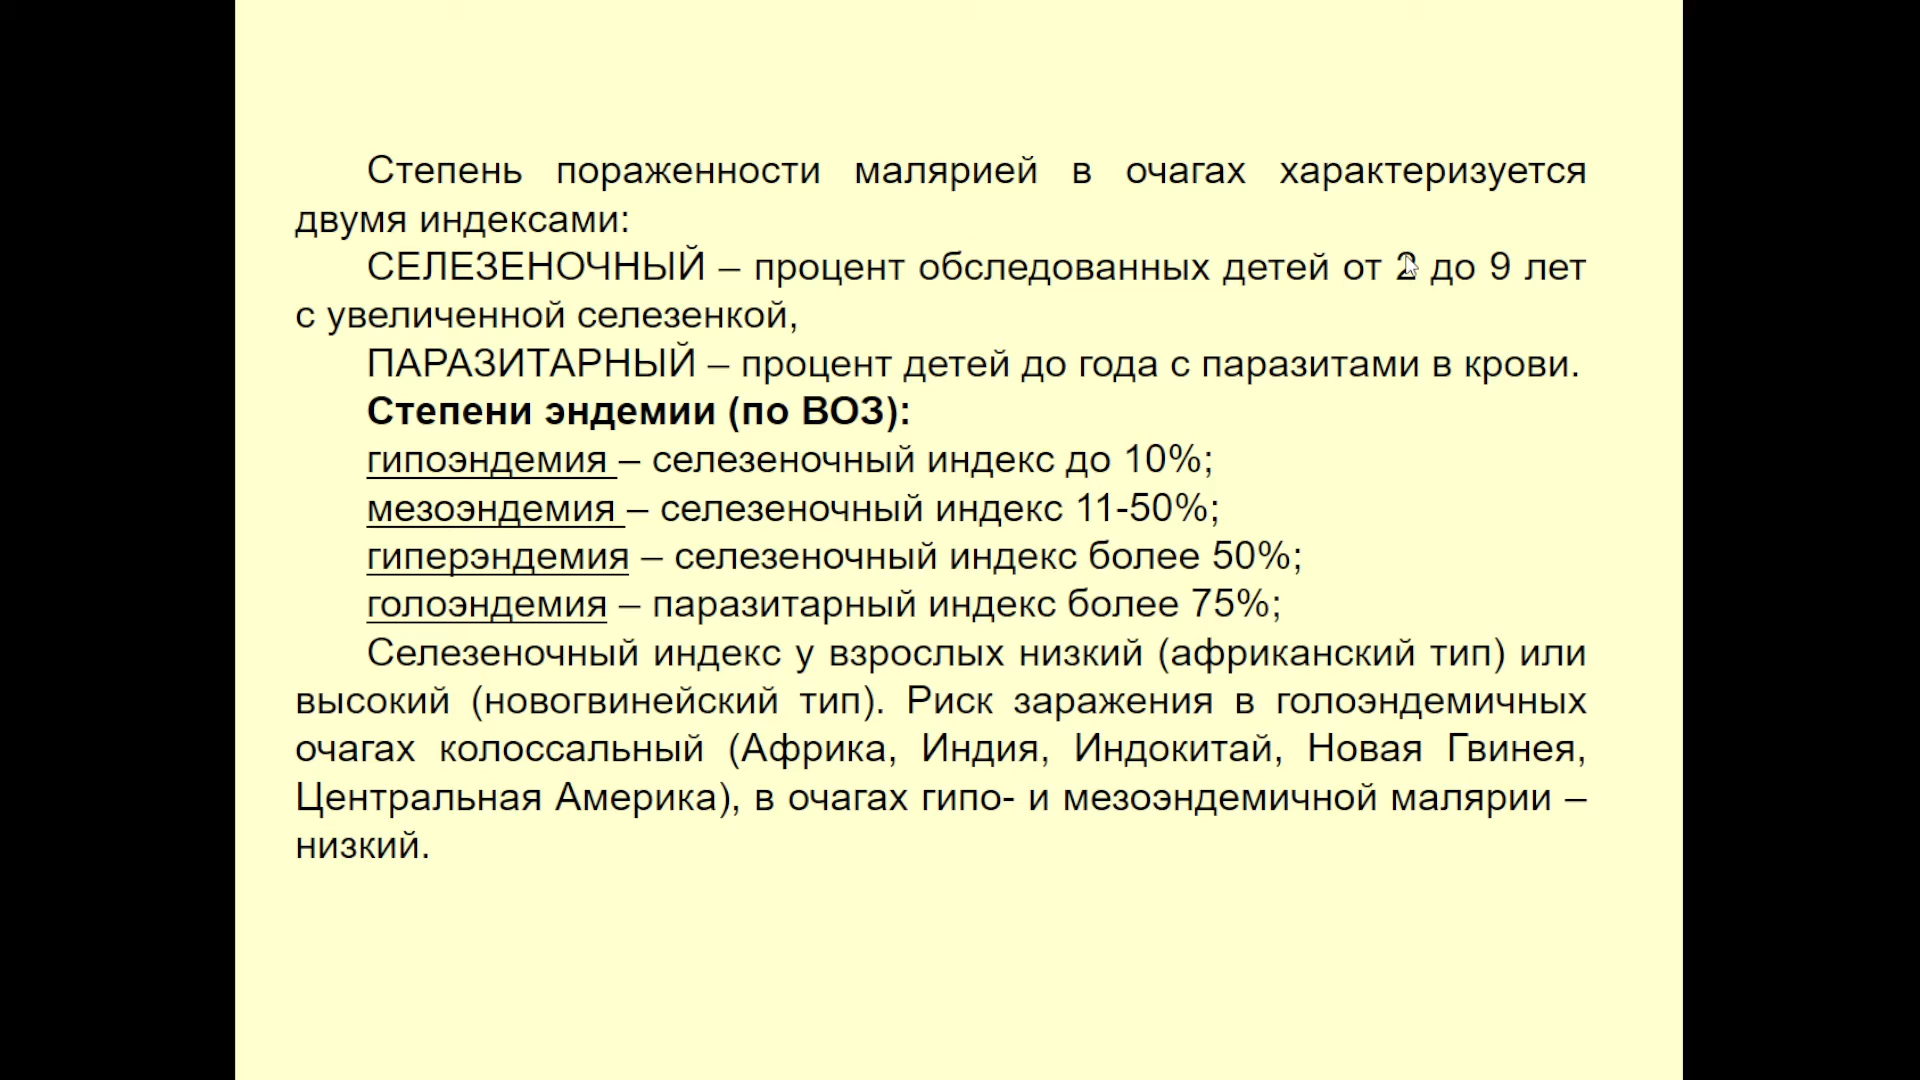 Степень пораженности малярией в очагах характеризуется
двумя индексами:
СЕЛЕЗЕНОЧНЫЙ – процент обследованных детей от 2 до 9 лет
с увеличенной селезенкой,
ПАРАЗИТАРНЫЙ – процент детей до года с паразитами в крови.
Степени эндемии (по ВОЗ):
гипоэндемия – селезеночный индекс до 10%;
мезоэндемия – селезеночный индекс 11-50%;
гиперэндемия – селезеночный индекс более 50%;
голоэндемия – паразитарный индекс более 75%;
Селезеночный индекс у взрослых низкий (африканский тип) или
высокий (новогвинейский тип). Риск заражения в голоэндемичных
очагах колоссальный (Африка, Индия, Индокитай, Новая Гвинея,
Центральная Америка), в очагах гипо- и мезоэндемичной малярии –
низкий.